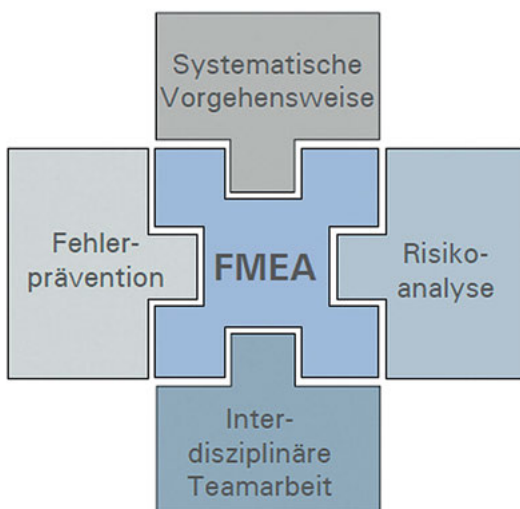 Systematische
Vorgehensweise
Fehler-
prävention
FMEA
Risiko-
analyse
Inter-
disziplinäre
Teamarbeit